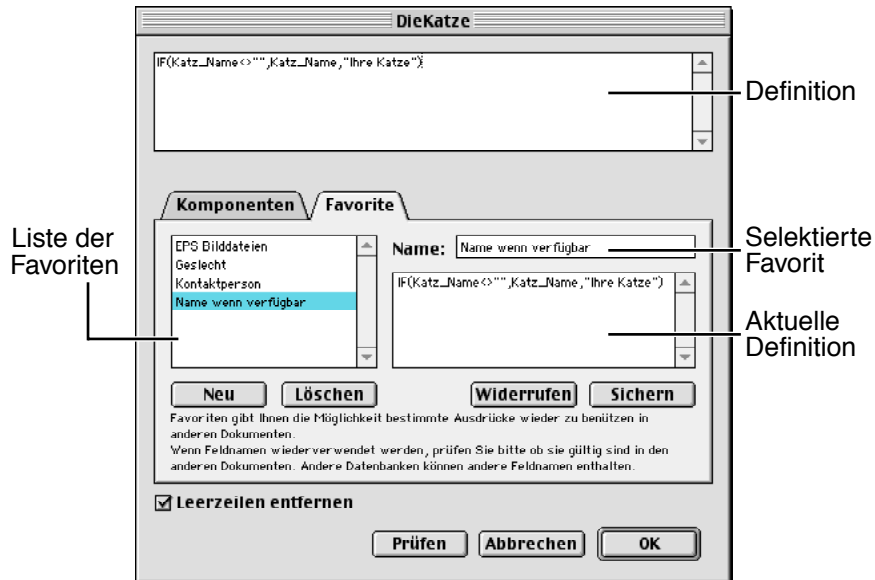 DieKatze
IF(Katz_Name<>"",Katz_Name,"Ihre Katze")
Definition
Komponenten
Favorite
Liste der
Favoriten
EPS Bilddateien
Geslecht
Kontaktperson
Name wenn verfügbar
Name:
Name wenn verfügbar
Selektierte
Favorit
IF(Katz_Name<>"",Katz_Name,"Ihre Katze")
Aktuelle
Definition
Neu
Löschen
Widerrufen
Sichern
Favoriten gibt Ihnen die Möglichkeit bestimmte Ausdrücke wieder zu benützen in
anderen Dokumenten.
Wenn Feldnamen wiederverwendet werden, prüfen Sie bitte ob sie gültig sind in den
anderen Dokumenten. Andere Datenbanken können andere Feldnamen enthalten.
Leerzeilen entfernen
Prüfen
Abbrechen
OK